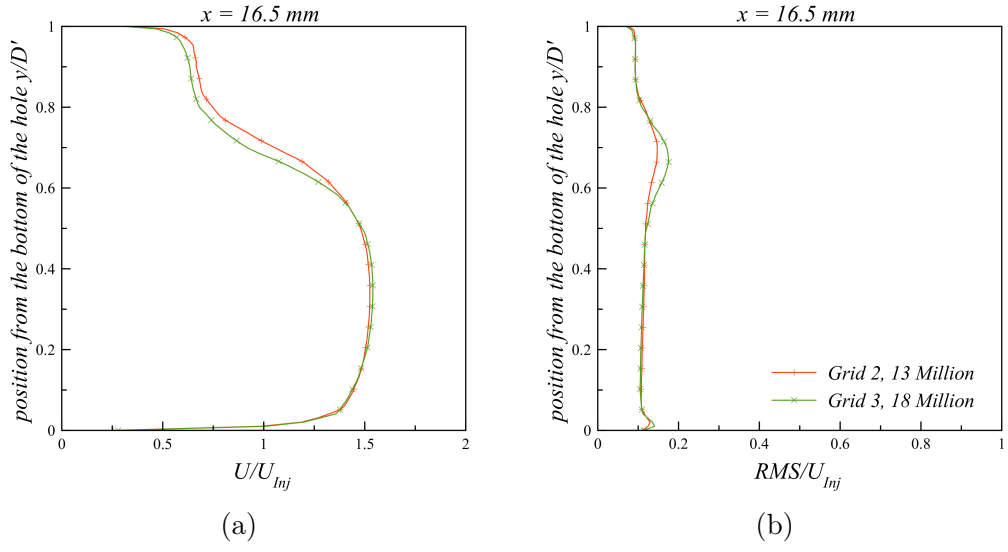 x = 16.5 mm
position from the bottom of the hole y/D'
1
0.8
0.6
0.4
0.2
0
0
0.5
1
1.5
2
U/U_Inj
(a)
x = 16.5 mm
position from the bottom of the hole y/D'
1
0.8
0.6
0.4
0.2
0
Grid 2, 13 Million
Grid 3, 18 Million
0
0.2
0.4
0.6
0.8
1
RMS/U_Inj
(b)